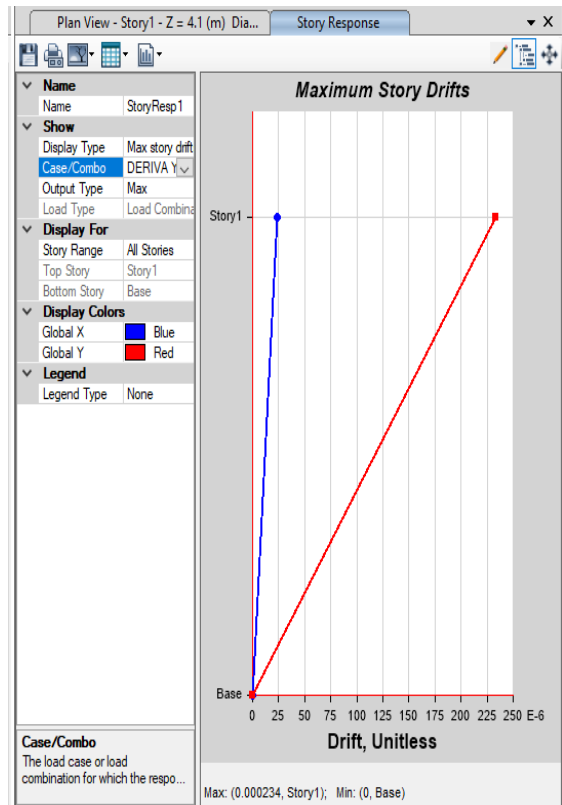 Plan View - Story1 - Z = 4.1 (m) Dia...
Story Response
Name
Name StoryResp1
Show
Display Type Max story drift
Case/Combo DERIVA Y
Output Type Max
Load Type Load Combina
Display For
Story Range All Stories
Top Story Story1
Bottom Story Base
Display Colors
Global X Blue
Global Y Red
Legend
Legend Type None
Case/Combo
The load case or load
combination for which the respo...
Maximum Story Drifts
Story1
Base
0 25 50 75 100 125 150 175 200 225 250 E-6
Drift, Unitless
Max: (0.000234, Story1); Min: (0, Base)